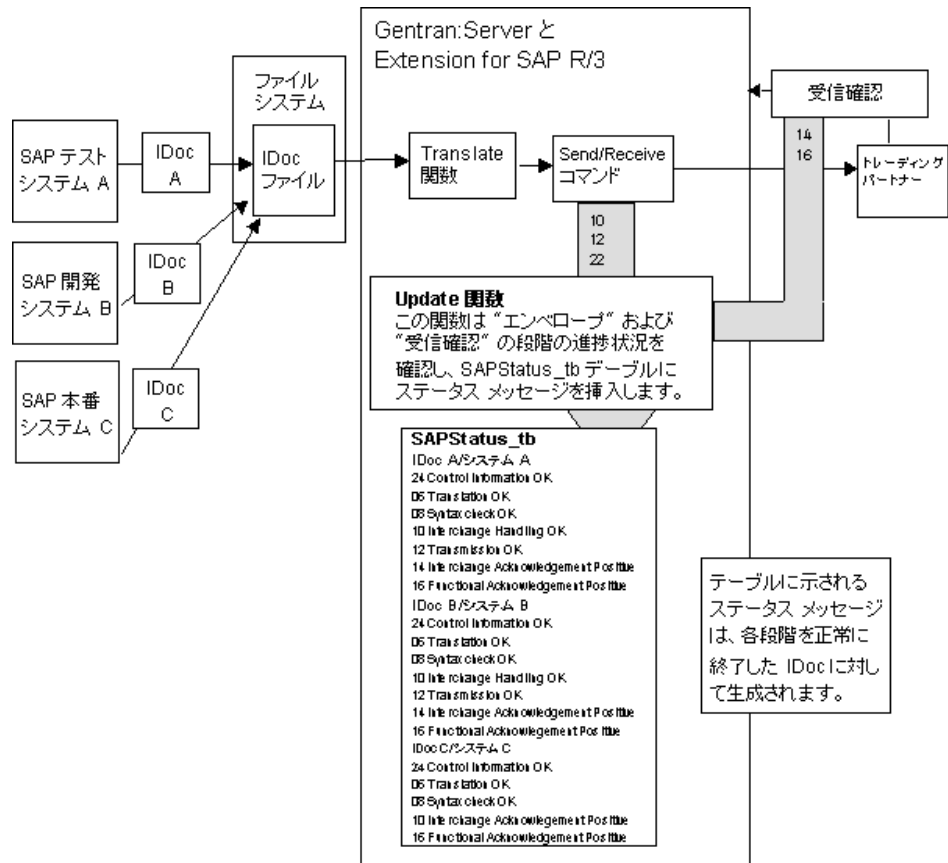 Gentran:Server と
Extension for SAP R/3
ファイル
システム
受信確認
SAP テスト
システム A
IDoc
A
IDoc
ファイル
Translate
関数
Send/Receive
コマンド
14
16
トレーディング
パートナー
SAP 開発
システム B
IDoc
B
10
12
22
Update 関数
この関数は “エンベロープ” および
“受信確認” の段階の進捗状況を
確認し、SAPStatus_tb テーブルに
ステータス メッセージを挿入します。
SAP 本番
システム C
IDoc
C
SAPStatus_tb
IDoc A/システム A
24 Control Information OK
06 Translation OK
08 Syntax check OK
10 Interchange Handling OK
12 Transmission OK
14 Interchange Acknowledgement Positive
16 Functional Acknowledgement Positive
IDoc B/システム B
24 Control Information OK
06 Translation OK
08 Syntax check OK
10 Interchange Handling OK
12 Transmission OK
14 Interchange Acknowledgement Positive
16 Functional Acknowledgement Positive
IDoc C/システム C
24 Control Information OK
06 Translation OK
08 Syntax check OK
10 Interchange Acknowlegement Positive
16 Functional Acknowledgement Positive
テーブルに示される
ステータス メッセージ
は、各段階を正常に
終了した IDoc に対し
て生成されます。